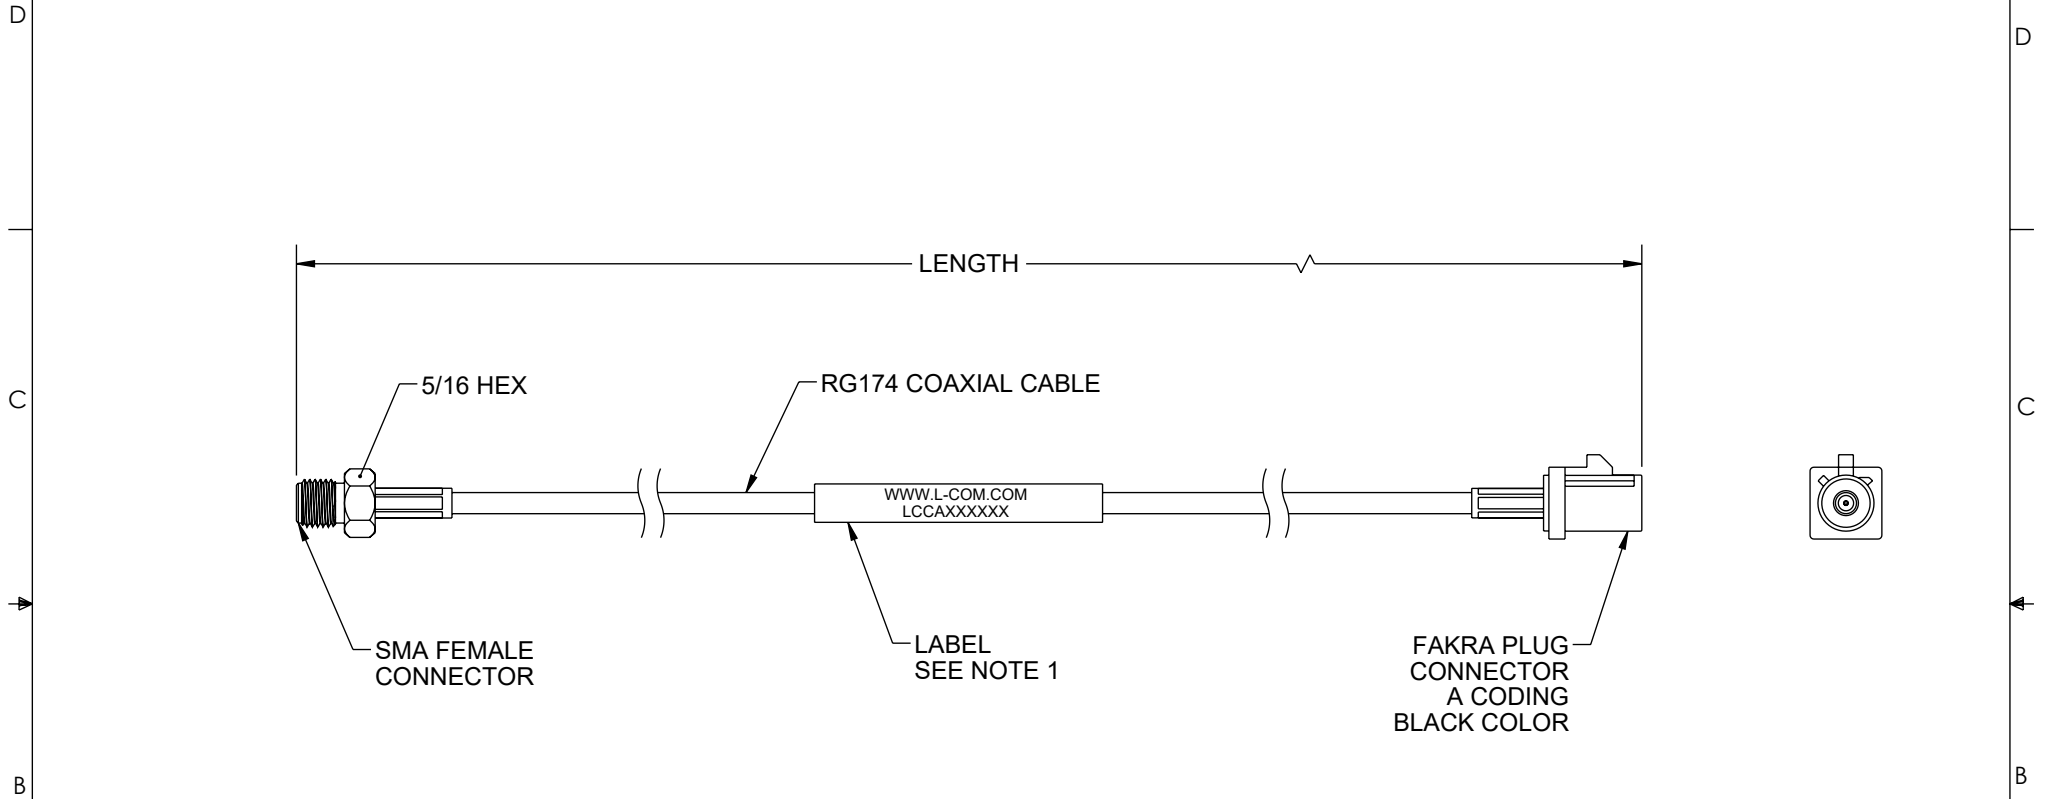 D
D
LENGTH
5/16 HEX
RG174 COAXIAL CABLE
C
C
WWW.L-COM.COM
LCCAXXXXXX
SMA FEMALE
CONNECTOR
LABEL
SEE NOTE 1
FAKRA PLUG
CONNECTOR
A CODING
BLACK COLOR
B
B